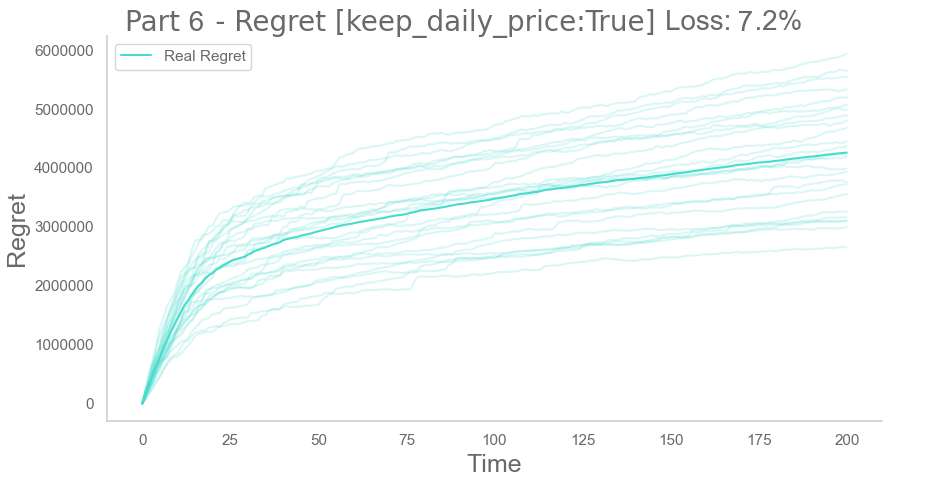 Part 6 - Regret [keep_daily_price:True] Loss: 7.2%
Real Regret
6000000
5000000
4000000
3000000
2000000
1000000
0
Regret
0 25 50 75 100 125 150 175 200
Time